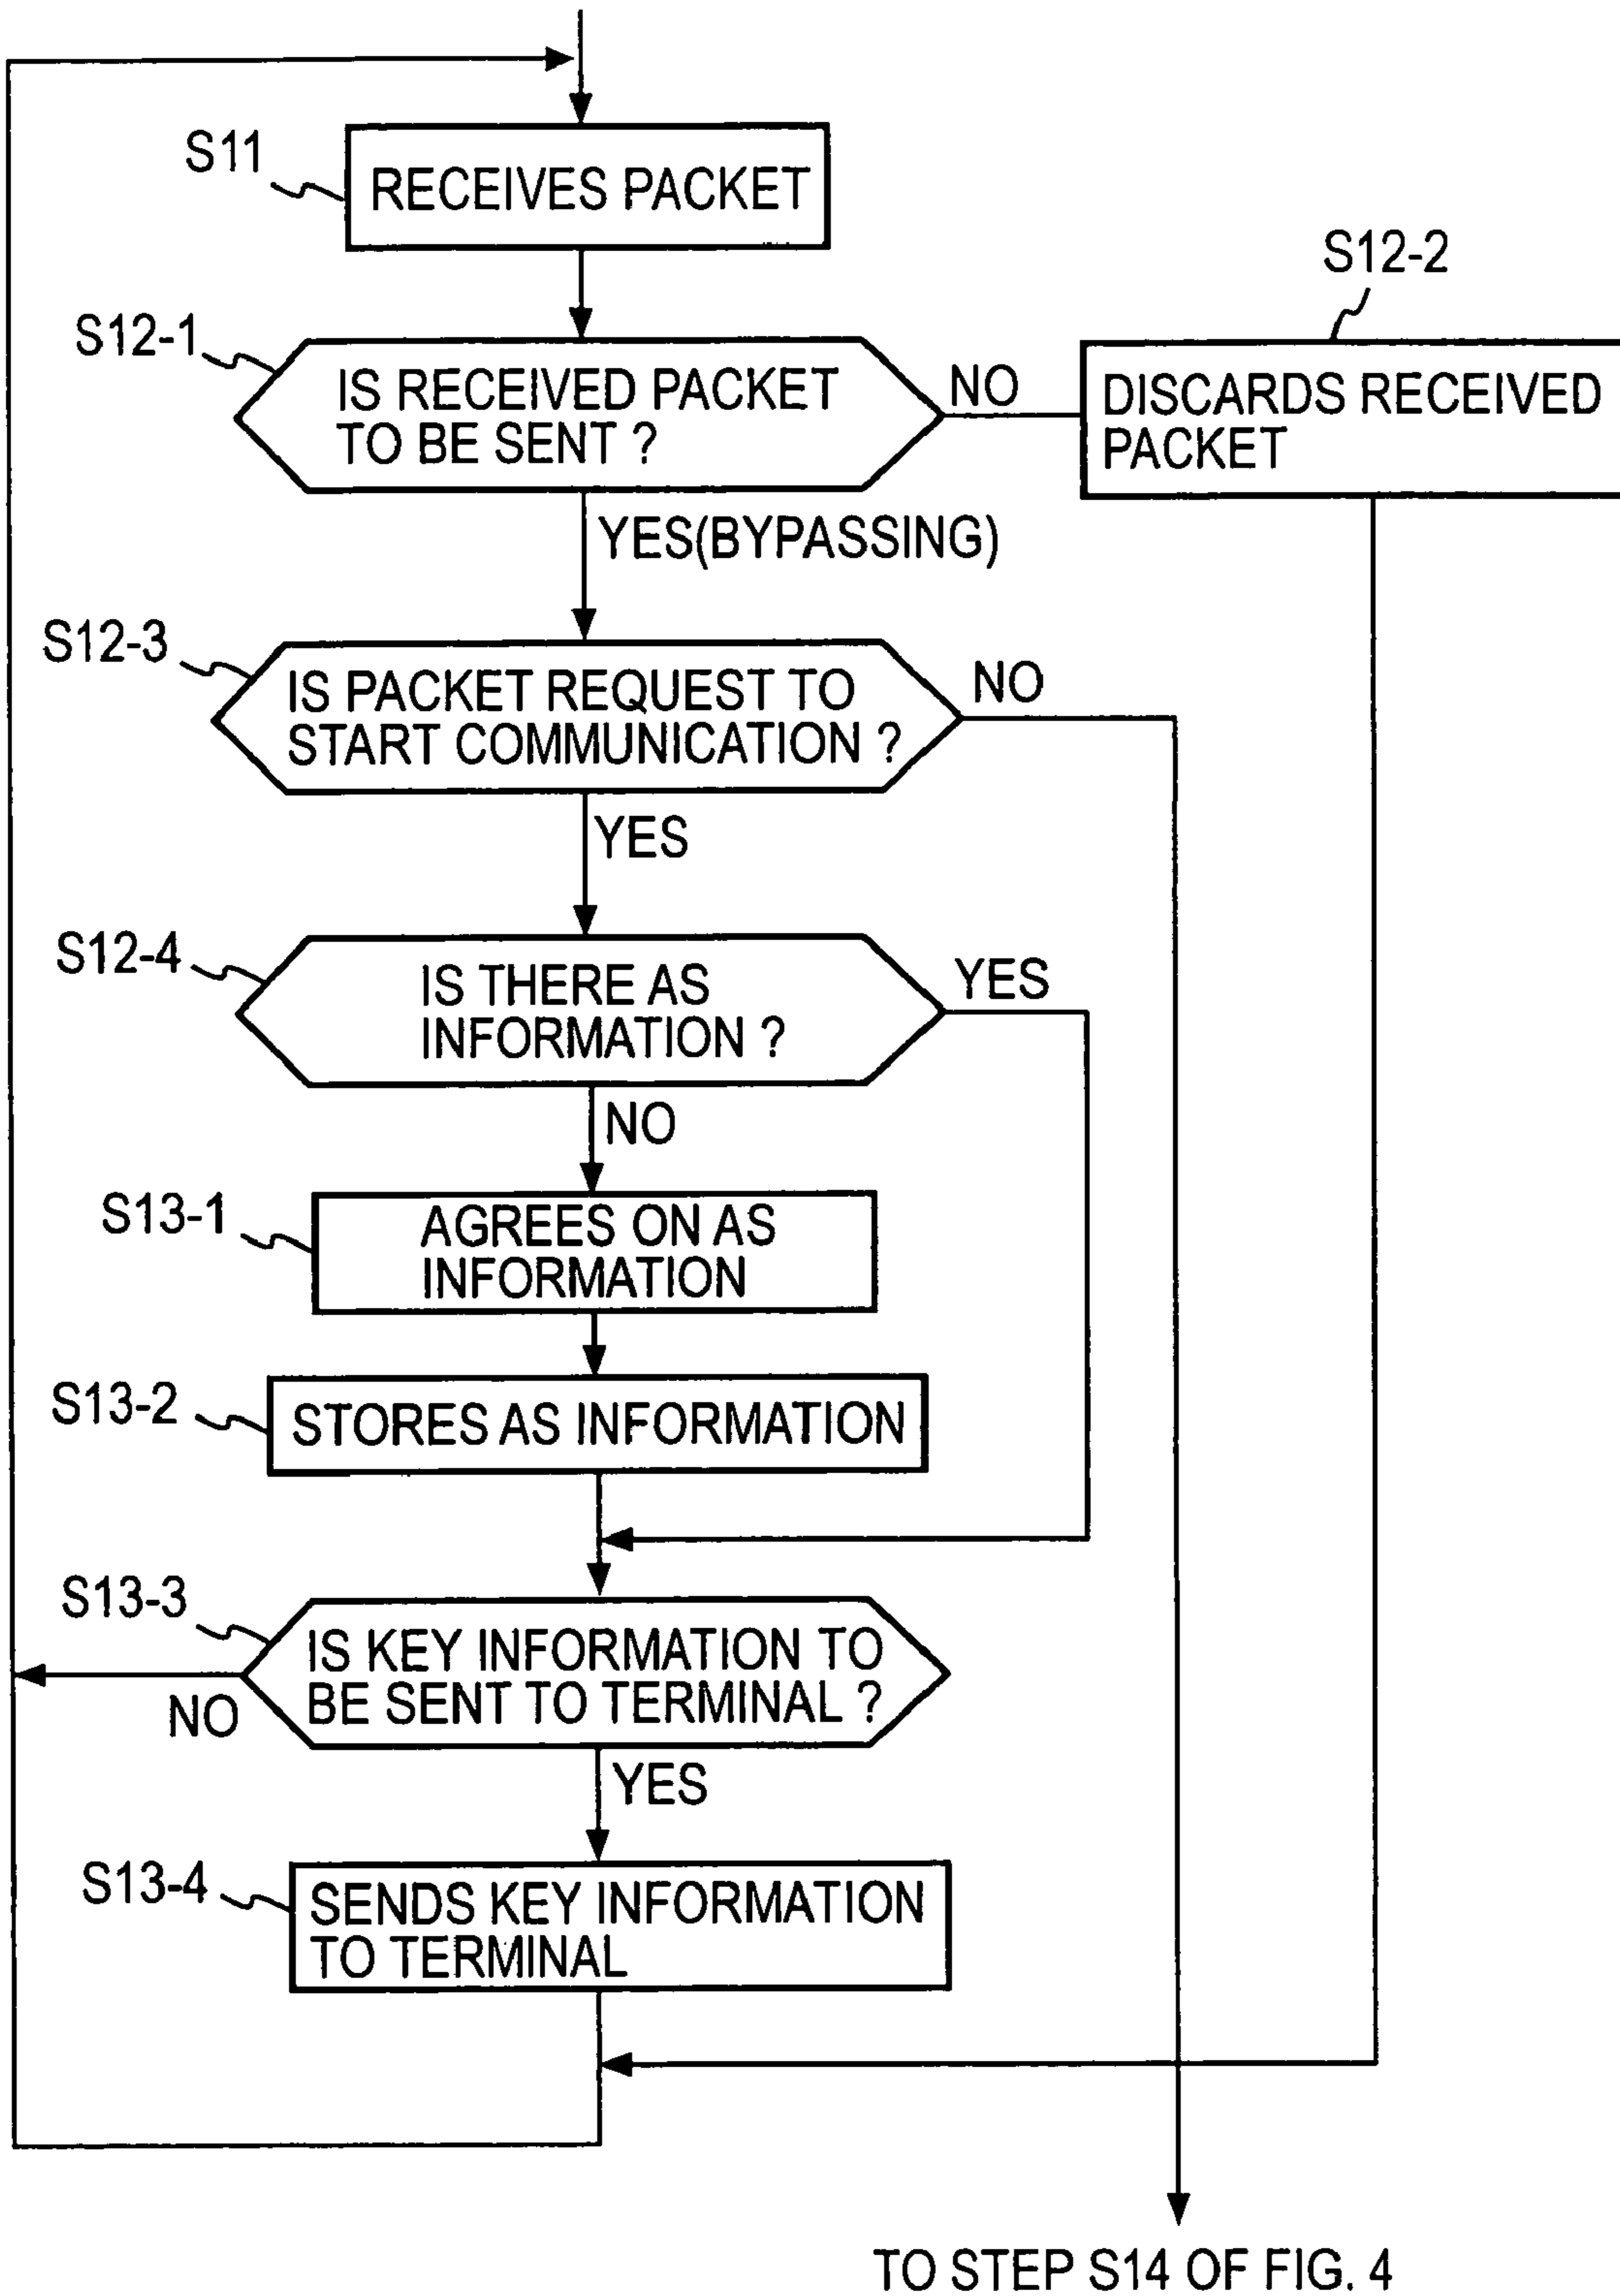 S11
RECEIVES PACKET
S12-2
S12-1
IS RECEIVED PACKET
TO BE SENT ?
NO
DISCARDS RECEIVED
PACKET
YES(BYPASSING)
S12-3
IS PACKET REQUEST TO
START COMMUNICATION ?
NO
YES
S12-4
IS THERE AS
INFORMATION ?
YES
NO
S13-1
AGREES ON AS
INFORMATION
S13-2
STORES AS INFORMATION
S13-3
IS KEY INFORMATION TO
BE SENT TO TERMINAL ?
NO
YES
S13-4
SENDS KEY INFORMATION
TO TERMINAL
TO STEP S14 OF FIG. 4